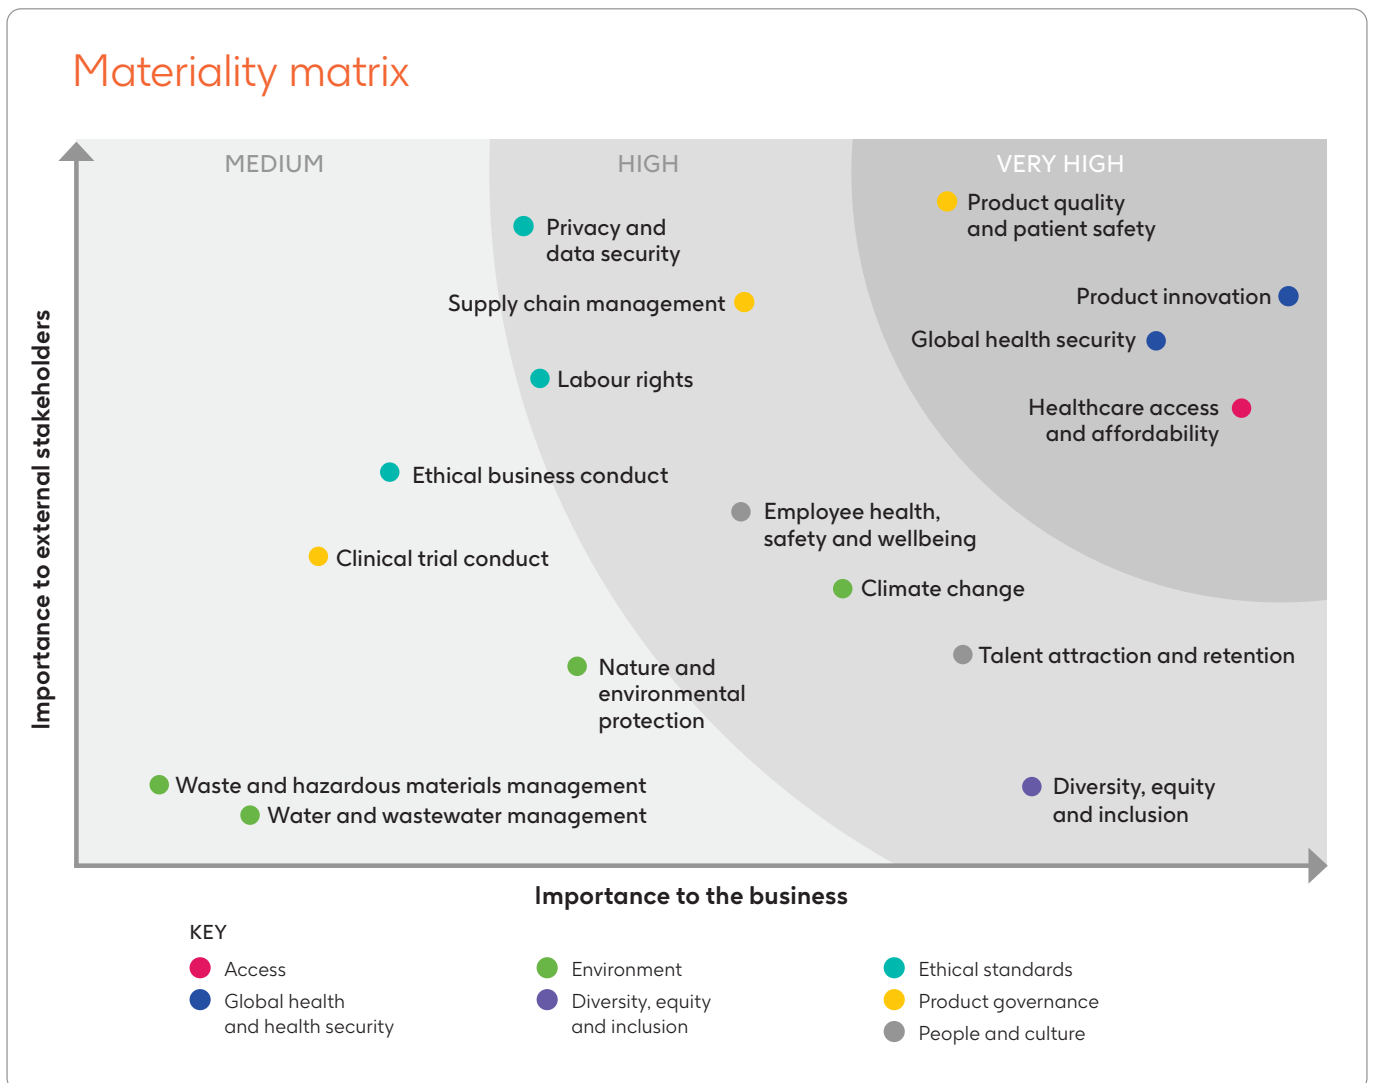 Materiality matrix
MEDIUM
HIGH
VERY HIGH
Product quality
and patient safety
Privacy and
data security
Product innovation
Supply chain management
Global health security
Labour rights
Healthcare access
and affordability
Ethical business conduct
Employee health,
safety and wellbeing
Clinical trial conduct
Climate change
Talent attraction and retention
Nature and
environmental
protection
Waste and hazardous materials management
Diversity, equity
and inclusion
Water and wastewater management
Importance to external stakeholders
Importance to the business
KEY
Access
Global health
and health security
Environment
Diversity, equity
and inclusion
Ethical standards
Product governance
People and culture